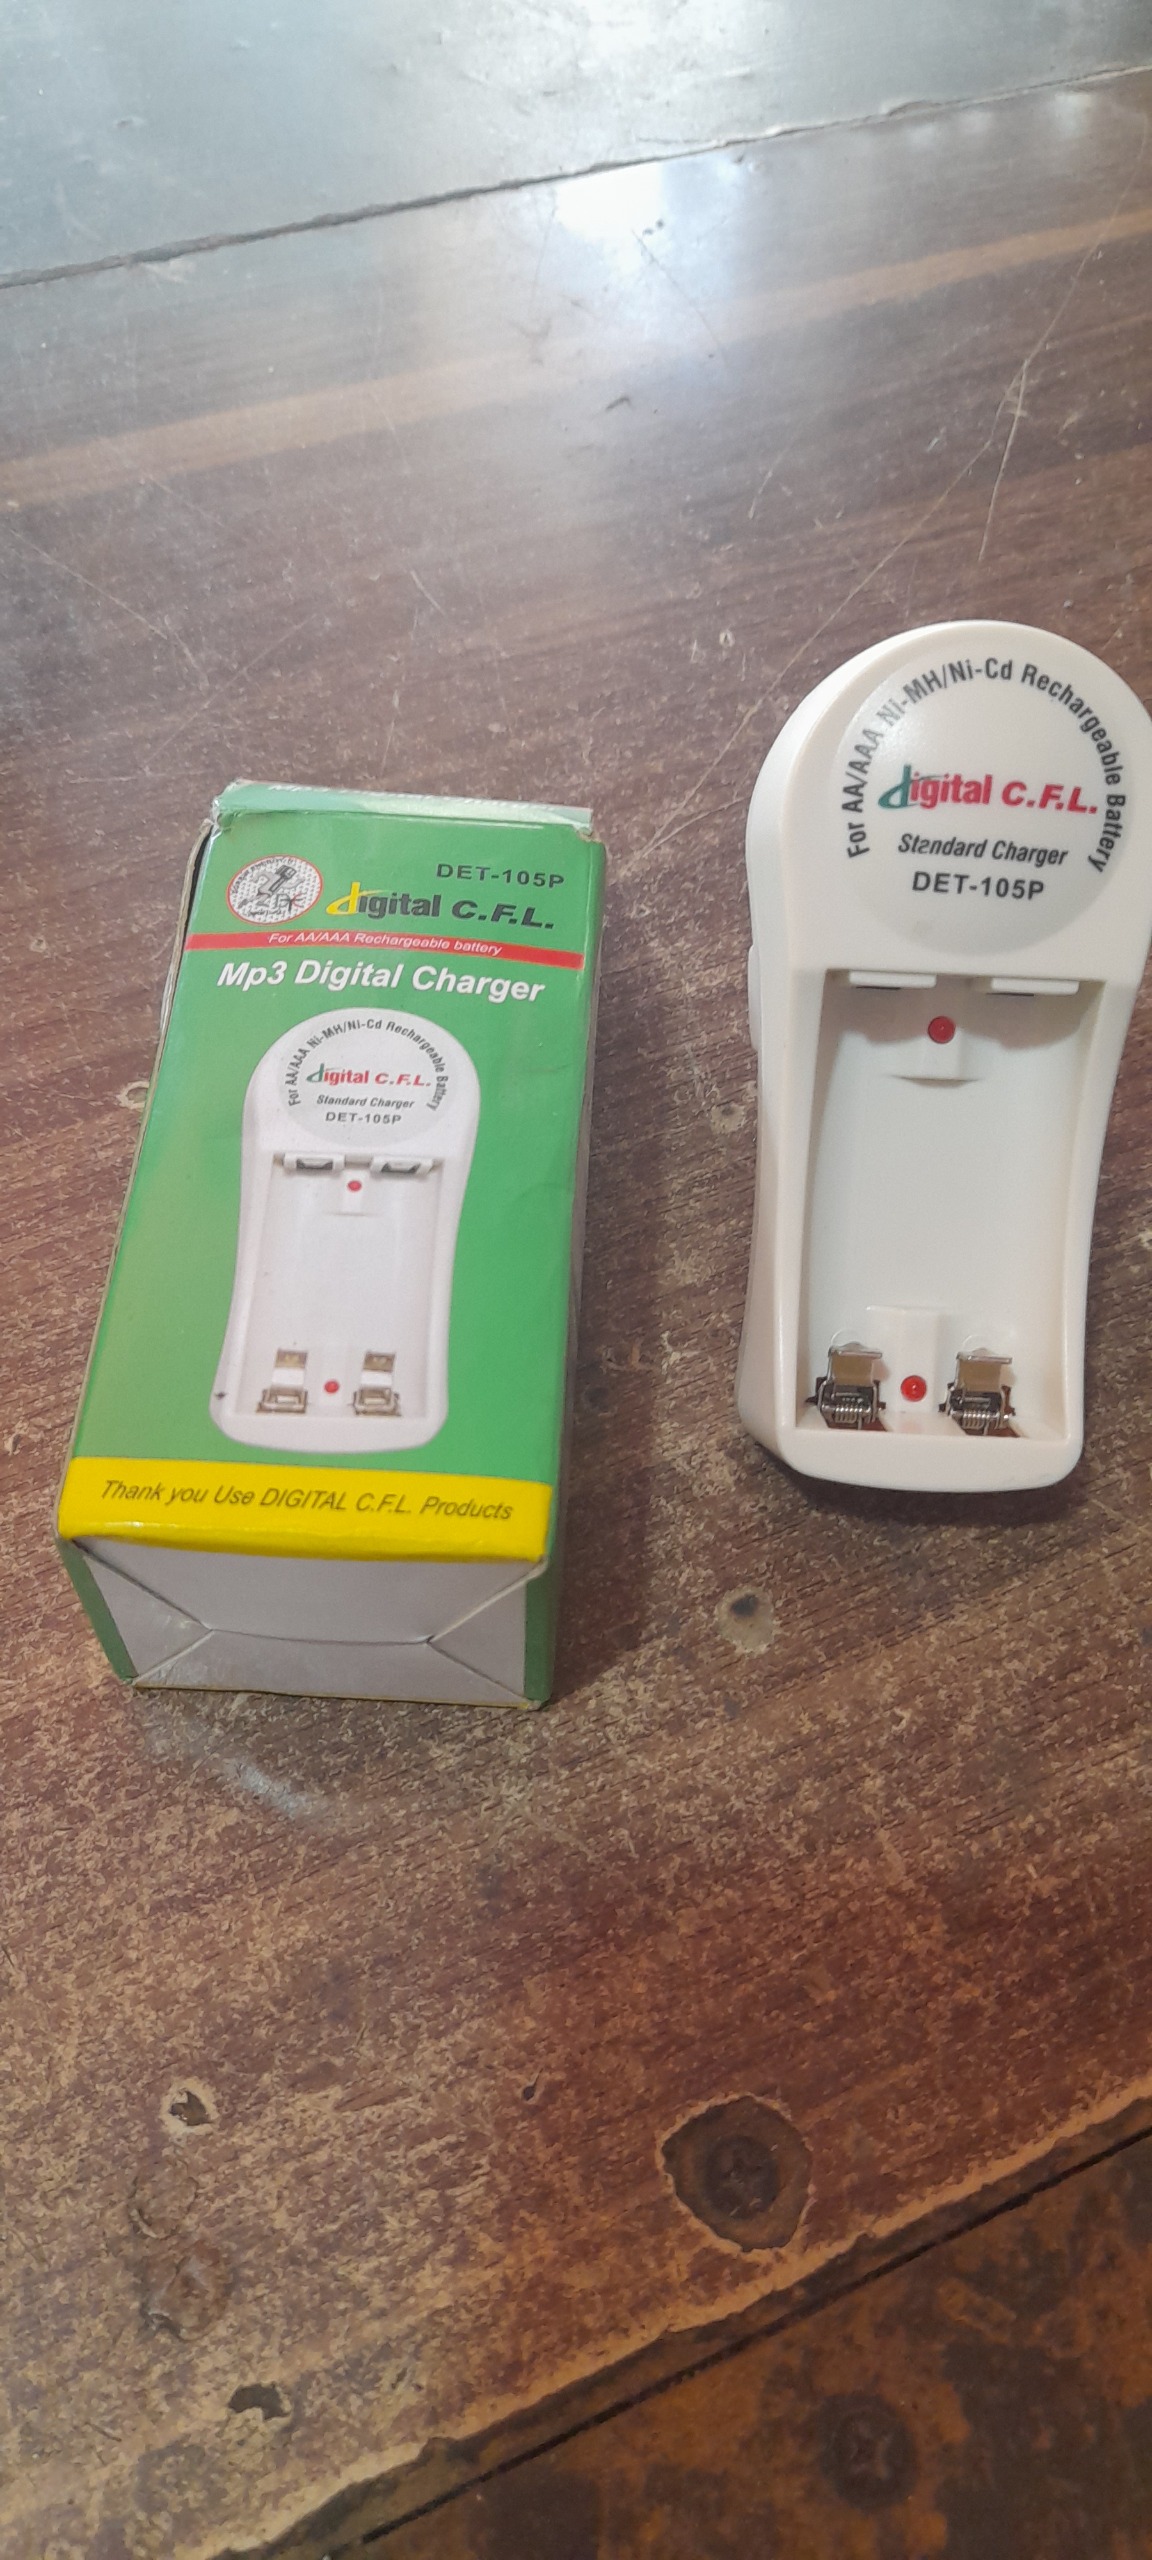 DET-105P
digital C.F.L.
For AA/AAA Rechargeable battery
Mp3 Digital Charger
For AA/AAA Ni-MH/Ni-Cd Rechargeable Battery
digital C.F.L.
Standard Charger
DET-105P
Thank you Use DIGITAL C.F.L. Products
For AA/AAA Ni-MH/Ni-Cd Rechargeable Battery
digital C.F.L.
Standard Charger
DET-105P